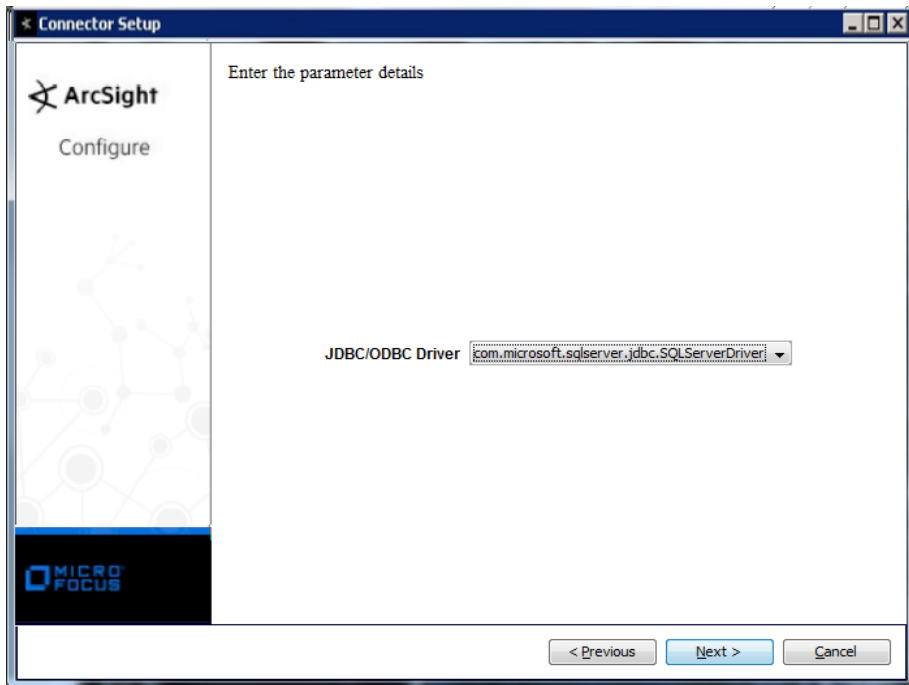 Connector Setup
ArcSight
Configure
Enter the parameter details
JDBC/ODBC Driver com.microsoft.sqlserver.jdbc.SQLServerDriver
MICRO
FOCUS
< Previous Next > Cancel